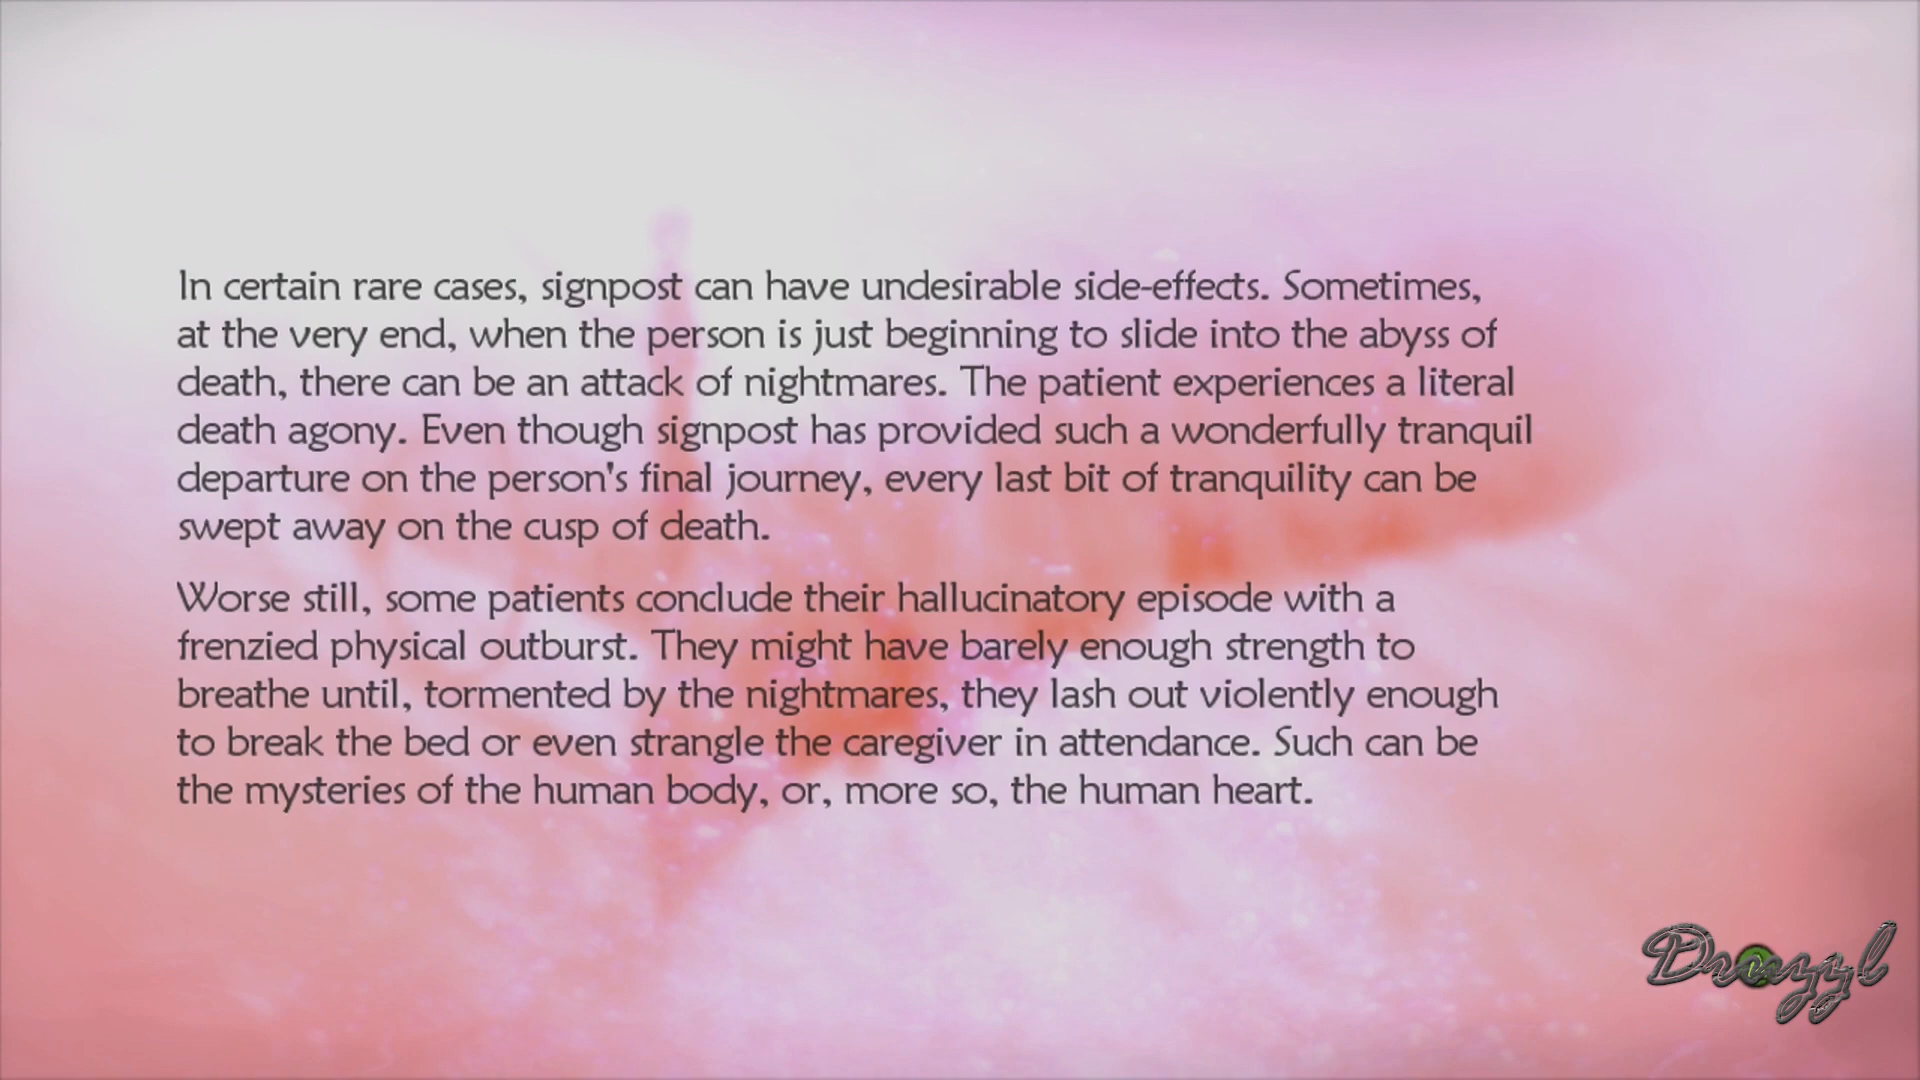 In certain rare cases, signpost can have undesirable side-effects. Sometimes,
at the very end, when the person is just beginning to slide into the abyss of
death, there can be an attack of nightmares. The patient experiences a literal
death agony. Even though signpost has provided such a wonderfully tranquil
departure on the person's final journey, every last bit of tranquility can be
swept away on the cusp of death.
Worse still, some patients conclude their hallucinatory episode with a
frenzied physical outburst. They might have barely enough strength to
breathe until, tormented by the nightmares, they lash out violently enough
to break the bed or even strangle the caregiver in attendance. Such can be
the mysteries of the human body, or, more so, the human heart.